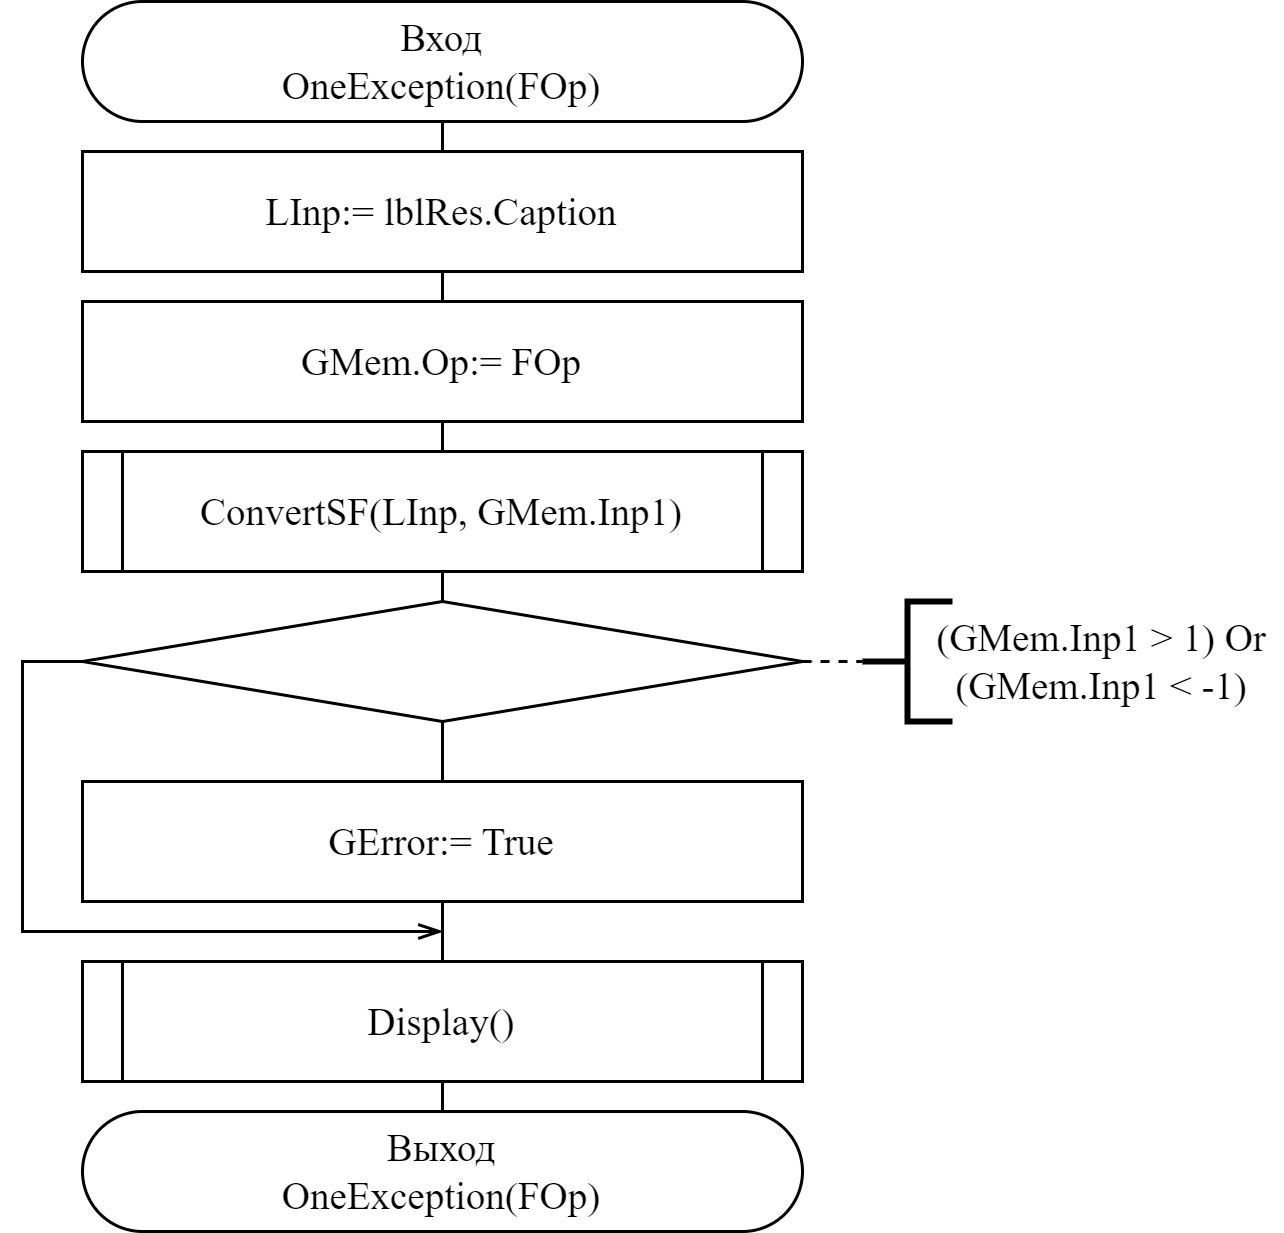 Вход
OneException(FOp)
LInp:= lblRes.Caption
GMem.Op:= FOp
ConvertSF(LInp, GMem.Inp1)
(GMem.Inp1 > 1) Or
(GMem.Inp1 < -1)
GError:= True
Display()
Выход
OneException(FOp)